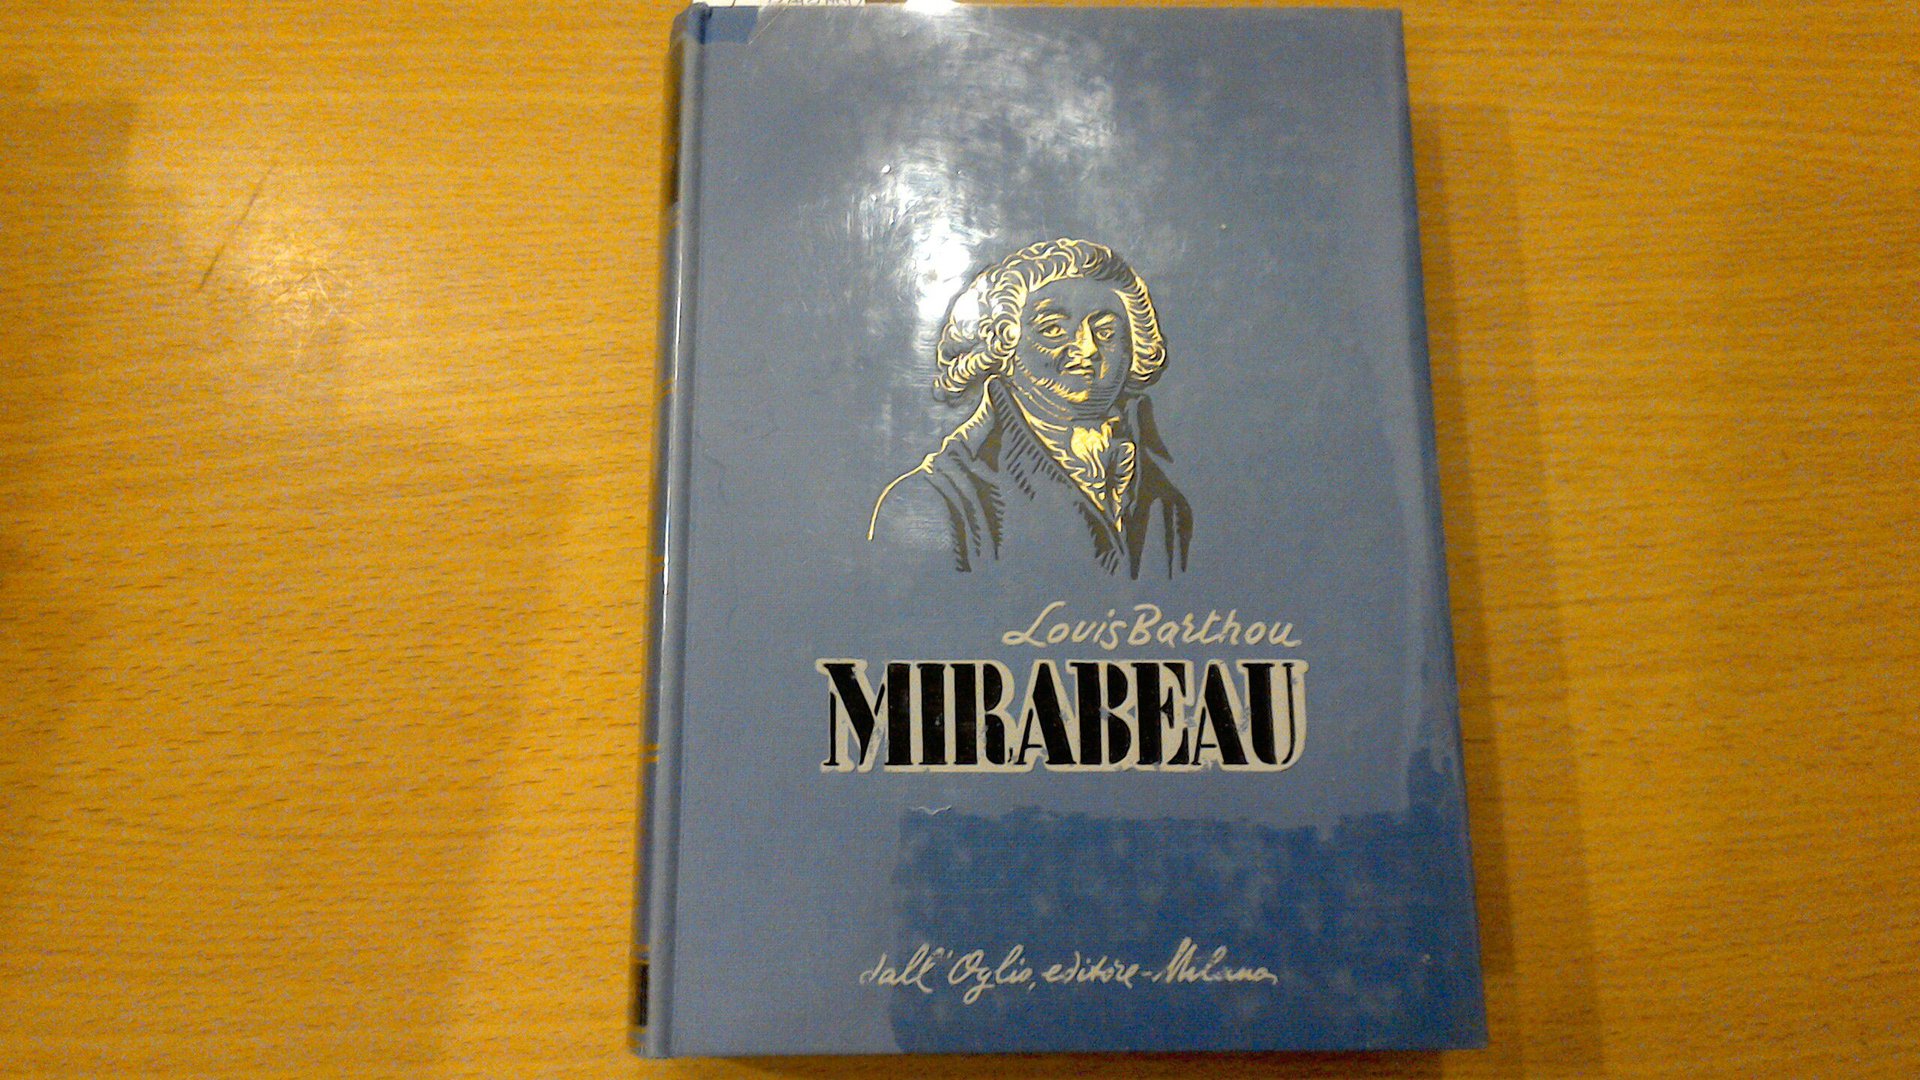 Louis Barthou
MIRABEAU
dall'Oglio, editore-Milano